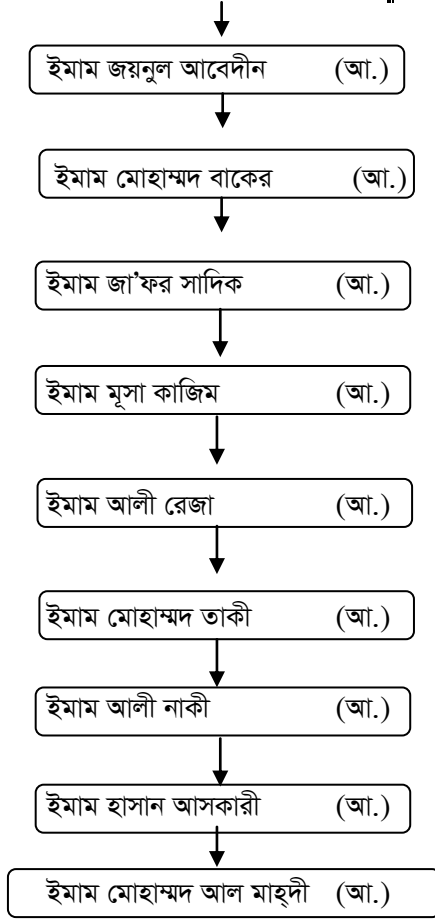 ইমাম জয়নুল আবেদীন (আ.)
ইমাম মোহাম্মদ বাকের (আ.)
ইমাম জা’ফর সাদিক (আ.)
ইমাম মূসা কাজিম (আ.)
ইমাম আলী রেজা (আ.)
ইমাম মোহাম্মদ তাকী (আ.)
ইমাম আলী নাকী (আ.)
ইমাম হাসান আসকারী (আ.)
ইমাম মোহাম্মদ আল মাহ্‌দী (আ.)